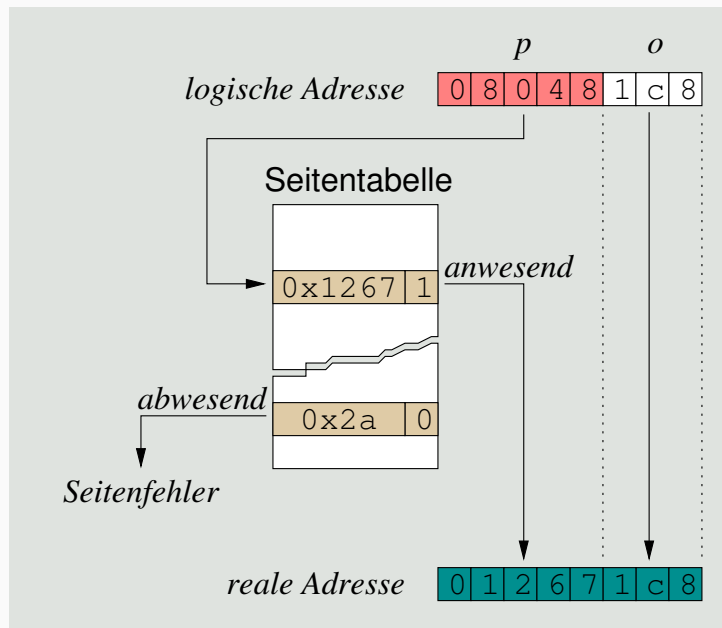 p o
logische Adresse 0 8 0 4 8 1 c 8
Seitentabelle
0x1267 1 anwesend
abwesend
0x2a 0
Seitenfehler
reale Adresse 0 1 2 6 7 1 c 8